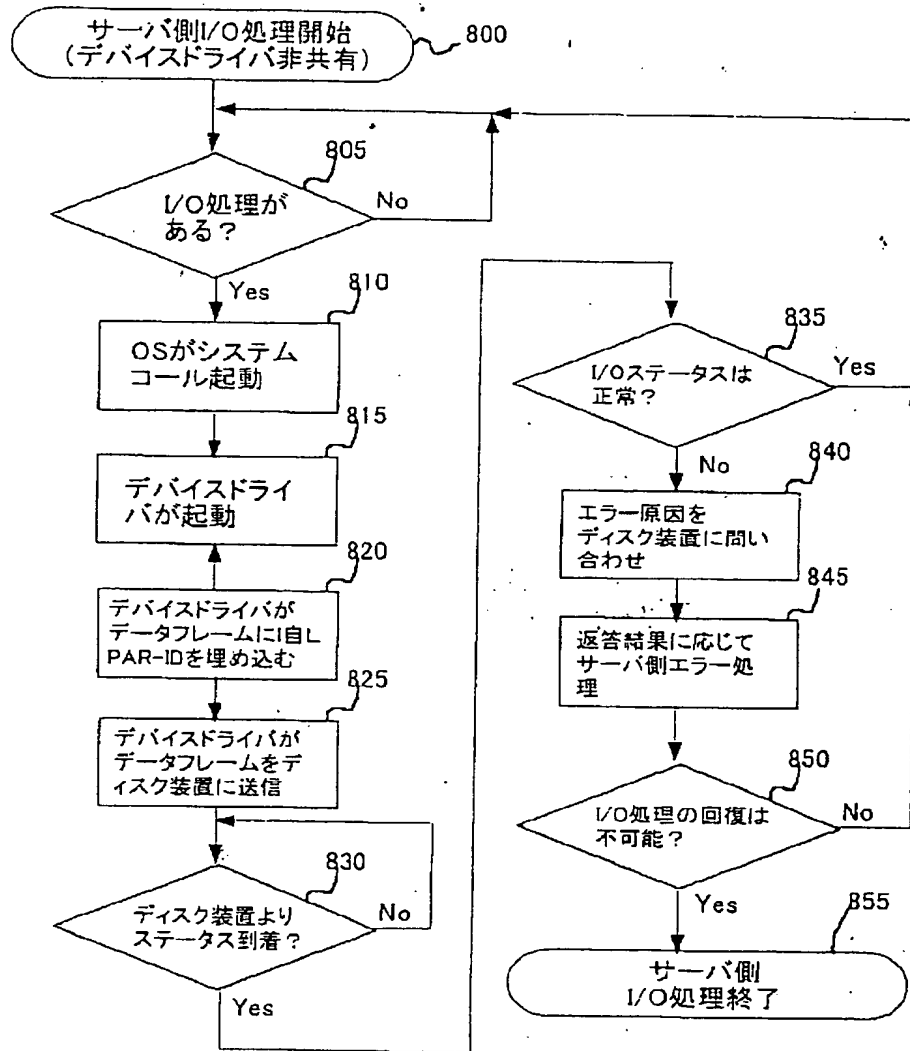 サーバ側I/O処理開始
(デバイスドライバ非共有)
800
805
I/O処理が
ある?
No
Yes
810
OSがシステム
コール起動
815
デバイスドライ
バが起動
820
デバイスドライバが
データフレームにI自L
PAR-IDを埋め込む
825
デバイスドライバが
データフレームをデ
ィスク装置に送信
830
ディスク装置より
ステータス到着?
No
Yes
835
I/Oステータスは
正常?
Yes
No
840
エラー原因を
ディスク装置に問い
合わせ
845
返答結果に応じて
サーバ側エラー処
理
850
I/O処理の回復は
不可能?
No
Yes
855
サーバ側
I/O処理終了